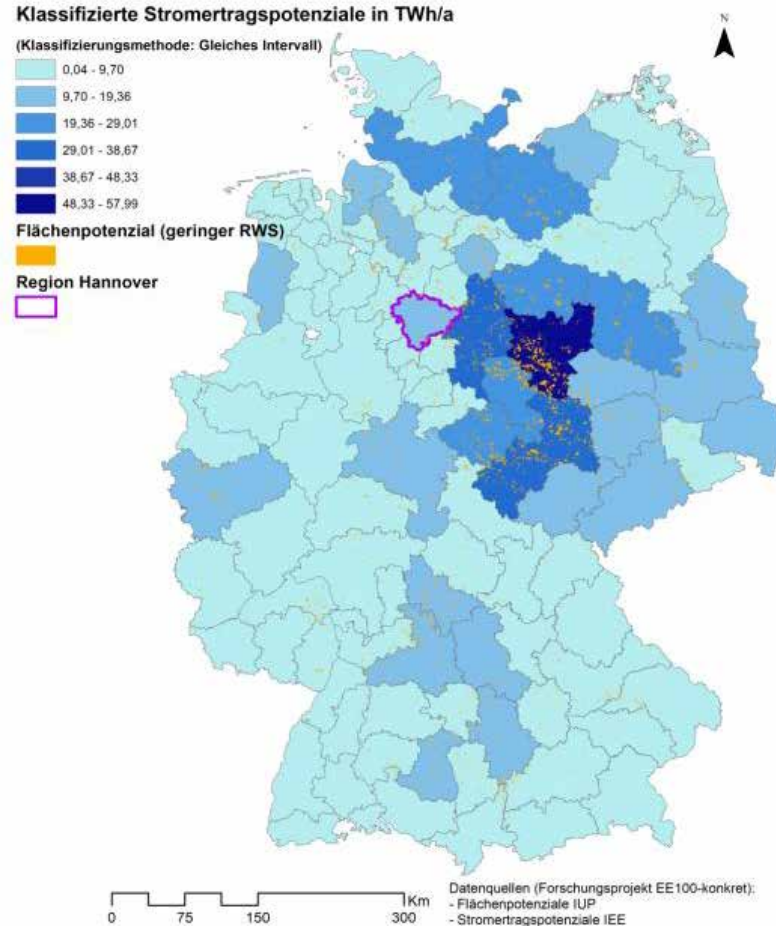 Klassifizierte Stromertragspotenziale in TWh/a
(Klassifizierungsmethode: Gleiches Intervall)
0,04 - 9,70
9,70 - 19,36
19,36 - 29,01
29,01 - 38,67
38,67 - 48,33
48,33 - 57,99
Flächenpotenzial (geringer RWS)
Region Hannover
N
Km
0 75 150 300
Datenquellen (Forschungsprojekt EE100-konkret):
- Flächenpotenziale IUP
- Stromertragspotenziale IEE